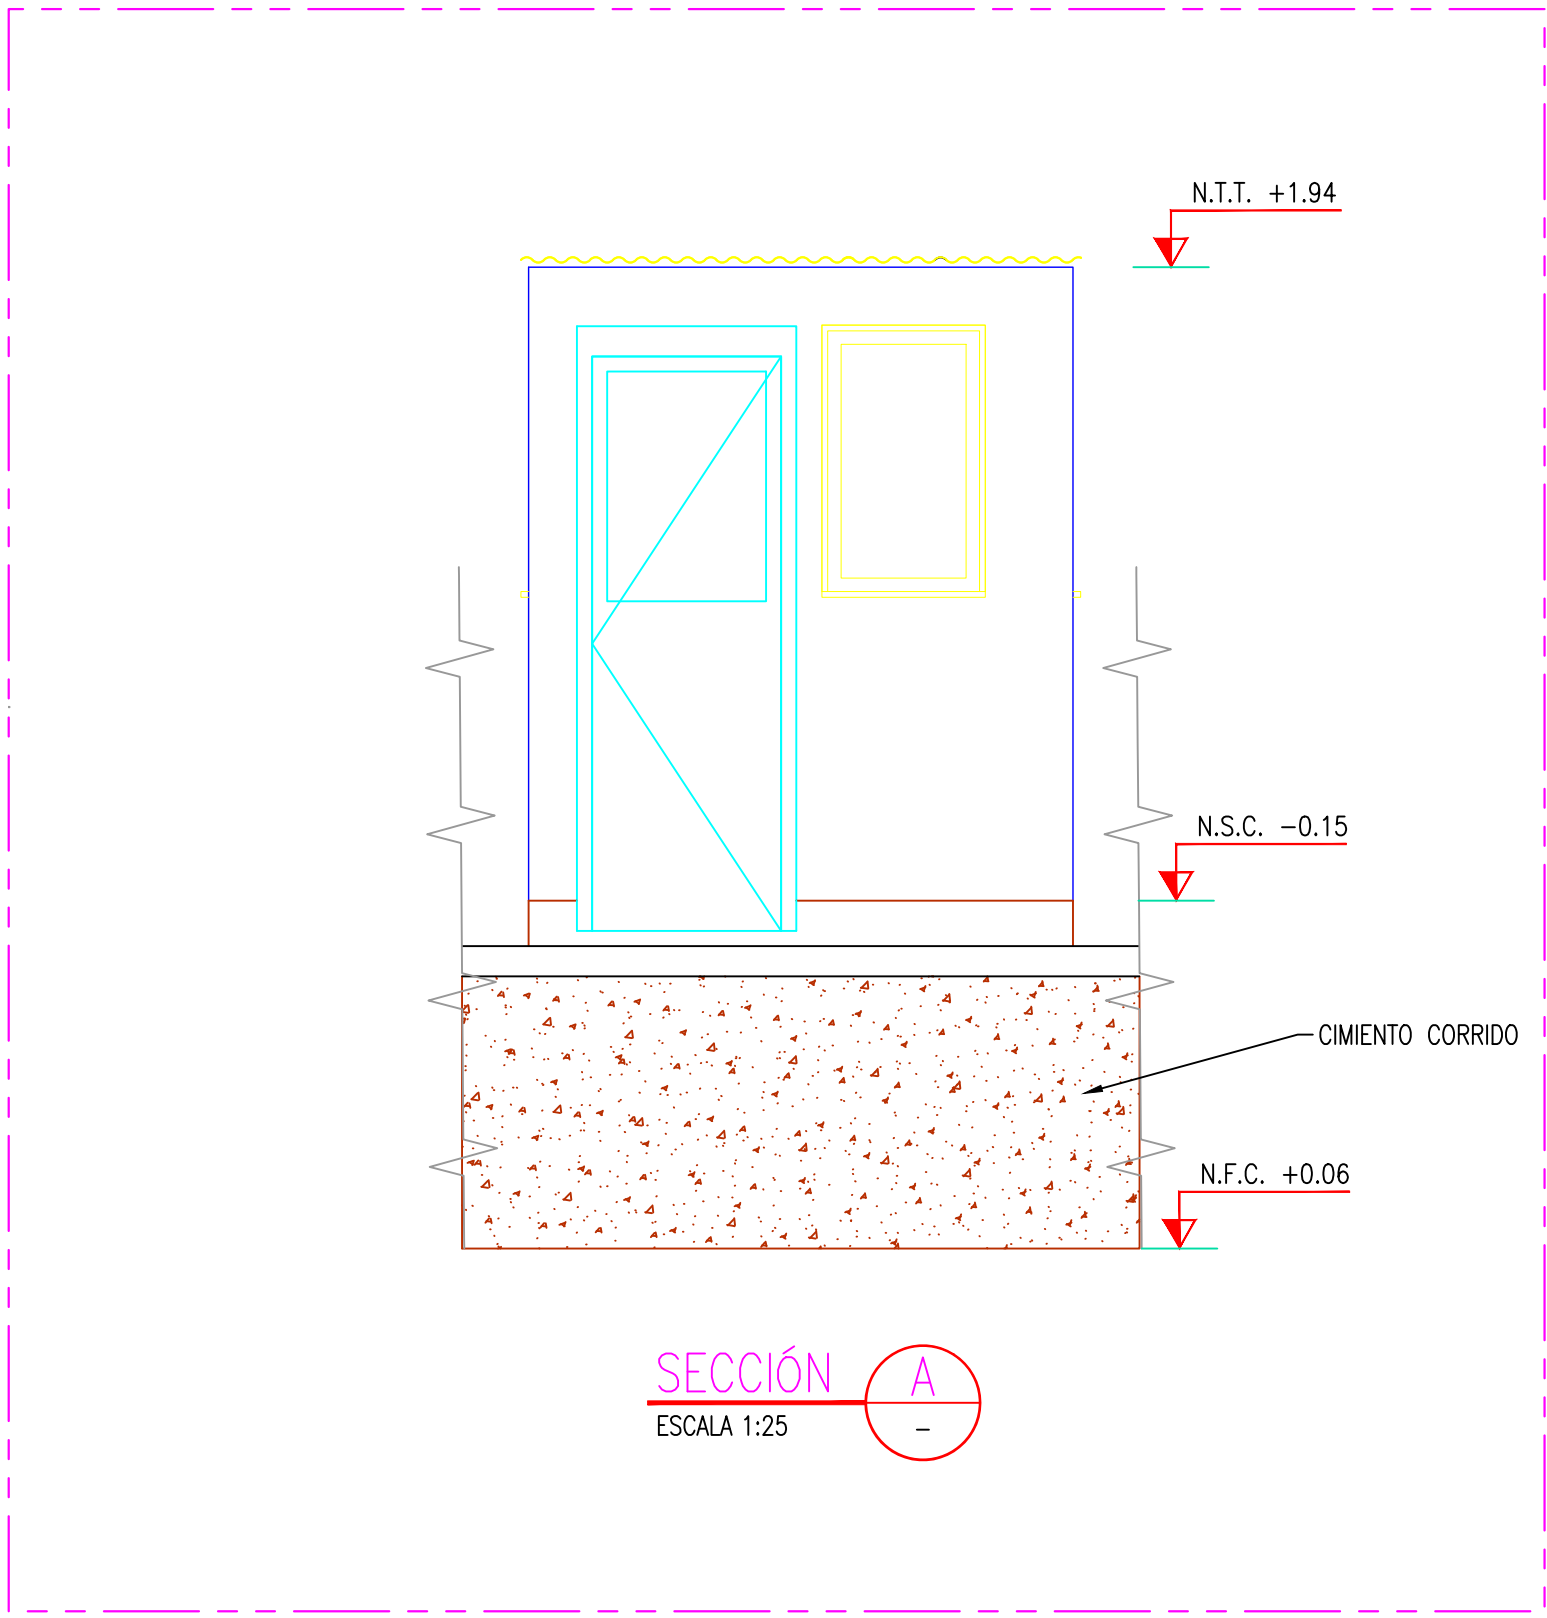 N.T.T. +1.94
N.S.C. -0.15
CIMIENTO CORRIDO
N.F.C. +0.06
SECCIÓN A
ESCALA 1:25 -